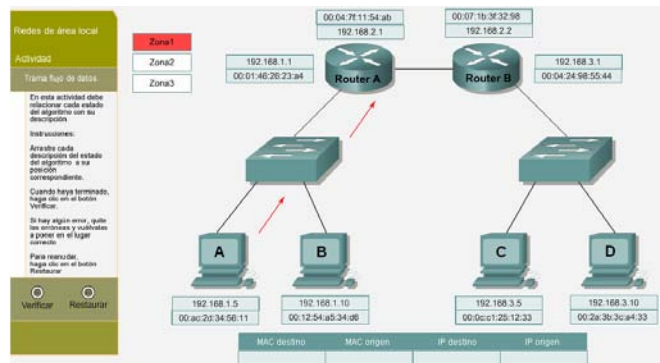 Redes de área local
Actividad
Trama flujo de datos
En esta actividad debe
relacionar cada estado
del algoritmo con su
descripción
Instrucciones:
Arrastre cada
descripción del estado
del algoritmo a su
posición
correspondiente.
Cuando haya terminado,
haga clic en el botón
Verificar.
Si hay algún error, quite
las erróneas y vuélvalas
a poner en el lugar
correcto
Para reanudar,
haga clic en el botón
Restaurar
Verificar
Restaurar
Zona1
Zona2
Zona3
00:04:7f:11:54:ab
192.168.2.1
00:07:1b:3f:32:98
192.168.2.2
192.168.1.1
00:01:46:26:23:a4
Router A
Router B
192.168.3.1
00:04:24:98:55:44
A
B
C
D
192.168.1.5
00:ac:2d:34:56:11
192.168.1.10
00:12:54:a5:34:d6
192.168.3.5
00:0c:c1:25:12:33
192.168.3.10
00:2a:3b:3c:a4:33
MAC destino
MAC origen
IP destino
IP origen